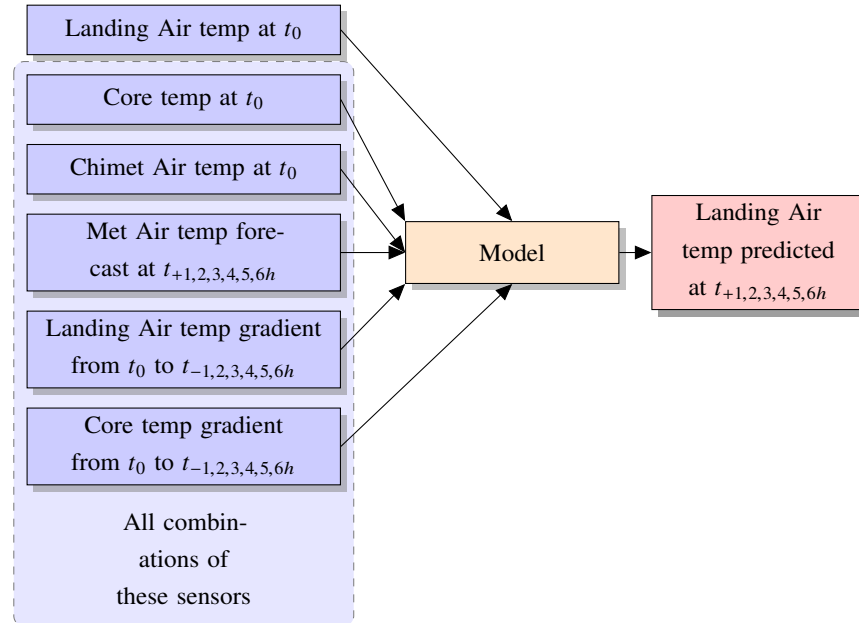 Landing Air temp at t₀
Core temp at t₀
Chimet Air temp at t₀
Met Air temp fore-
cast at t₊₁,₂,₃,₄,₅,₆ₕ
Landing Air temp gradient
from t₀ to t₋₁,₂,₃,₄,₅,₆ₕ
Core temp gradient
from t₀ to t₋₁,₂,₃,₄,₅,₆ₕ
All combin-
ations of
these sensors
Model
Landing Air
temp predicted
at t₊₁,₂,₃,₄,₅,₆ₕ